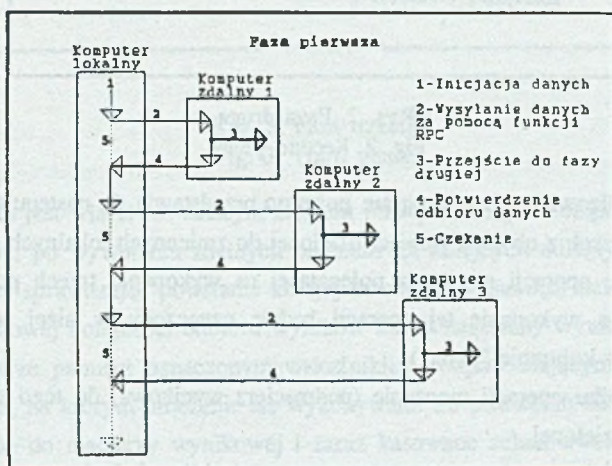 Faza pierwsza
Komputer
lokalny
Komputer
zdalny 1
Komputer
zdalny 2
Komputer
zdalny 3
1
2
3
4
5
2
3
4
5
2
3
4
5
1-Inicjacja danych
2-Wysyłanie danych
za pobocą funkcji
RPC
3-Przejście do fazy
drugiej
4-Potwierdzenie
odbioru danych
5-Czekanie